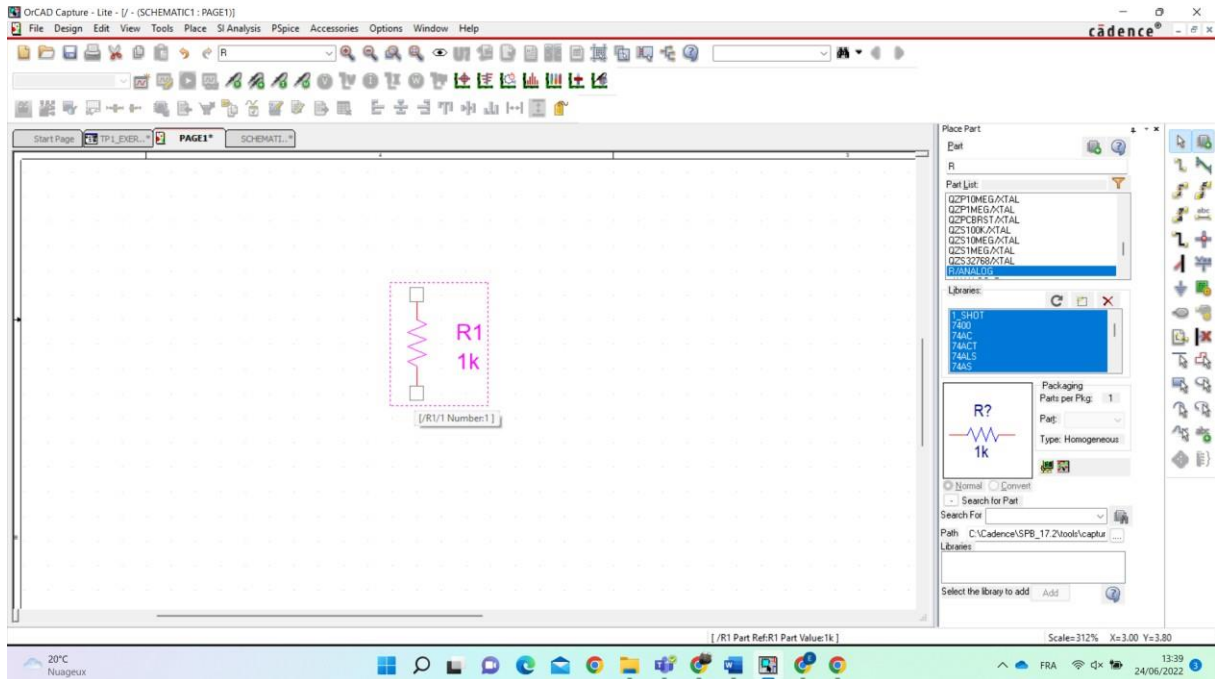 OrCAD Capture - Lite - [/ - (SCHEMATIC1 : PAGE1)]
File Design Edit View Tools Place SI Analysis PSpice Accessories Options Window Help
cādence®
R
Start Page TP1_EXER...* PAGE1* SCHEMATI...*
4 3
R1
1k
[/R1/1 Number:1 ]
Place Part
Part
R
Part List:
QZP10MEG/XTAL
QZP1MEG/XTAL
QZPCBRST/XTAL
QZS100K/XTAL
QZS10MEG/XTAL
QZS1MEG/XTAL
QZS32768/XTAL
R/ANALOG
Libraries:
1_SHOT
7400
74AC
74ACT
74ALS
74AS
R?
1k
Packaging
Parts per Pkg: 1
Part:
Type: Homogeneous
Normal Convert
- Search for Part
Search For
Path C:\Cadence\SPB_17.2\tools\captur ...
Libraries:
Select the library to add Add
[ /R1 Part Ref:R1 Part Value:1k ]
Scale=312% X=3.00 Y=3.80
20°C
Nuageux
FRA
13:39
24/06/2022
3